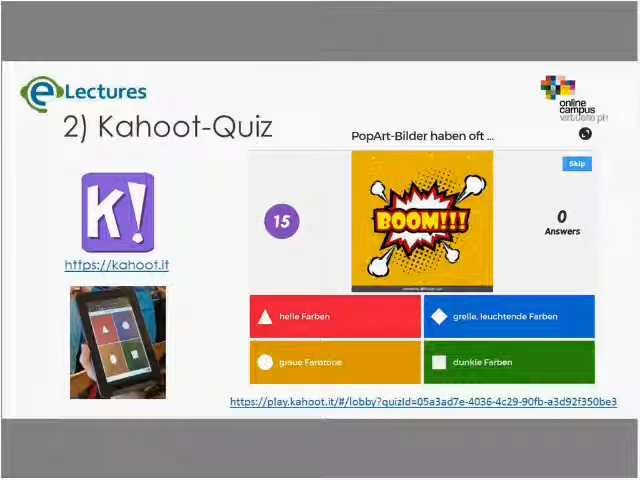 eLectures
online
campus
virtuelle ph
2) Kahoot-Quiz
PopArt-Bilder haben oft ...
Skip
K!
15
BOOM!!!
0
Answers
https://kahoot.it
helle Farben
grelle, leuchtende Farben
graue Farbtöne
dunkle Farben
https://play.kahoot.it/#/lobby?quizId=05a3ad7e-4036-4c29-90fb-a3d92f350be3